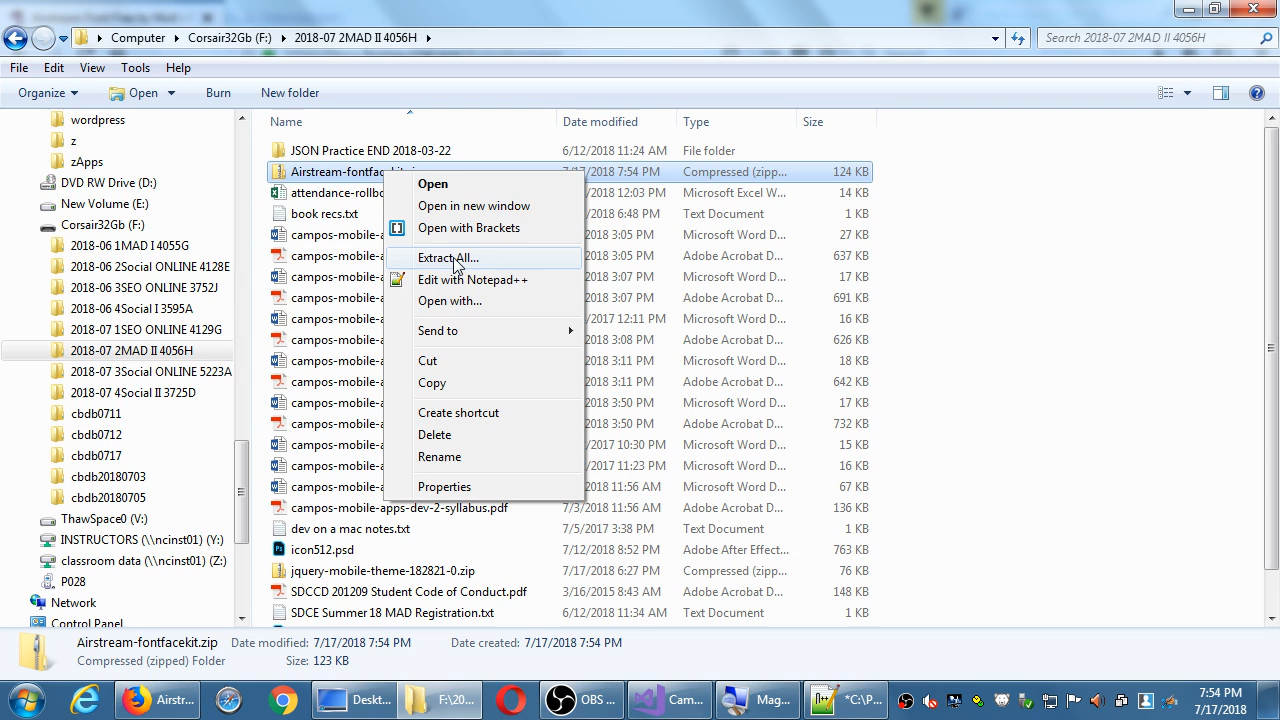 Computer ▸ Corsair32Gb (F:) ▸ 2018-07 2MAD II 4056H ▸
Search 2018-07 2MAD II 4056H
File Edit View Tools Help
Organize Open Burn New folder
wordpress
z
zApps
DVD RW Drive (D:)
New Volume (E:)
Corsair32Gb (F:)
2018-06 1MAD I 4055G
2018-06 2Social ONLINE 4128E
2018-06 3SEO ONLINE 3752J
2018-06 4Social I 3595A
2018-07 1SEO ONLINE 4129G
2018-07 2MAD II 4056H
2018-07 3Social ONLINE 5223A
2018-07 4Social II 3725D
cbdb0711
cbdb0712
cbdb0717
cbdb20180703
cbdb20180705
ThawSpace0 (V:)
INSTRUCTORS (\\ncinst01) (Y:)
classroom data (\\ncinst01) (Z:)
P028
Network
Control Panel
Name Date modified Type Size
JSON Practice END 2018-03-22 6/12/2018 11:24 AM File folder
7/17/2018 7:54 PM Compressed (zipp... 124 KB
attendance-rollbo 2018 12:03 PM Microsoft Excel W... 14 KB
book recs.txt 2018 6:48 PM Text Document 1 KB
campos-mobile-a 2018 3:05 PM Microsoft Word D... 27 KB
campos-mobile-a 2018 3:05 PM Adobe Acrobat D... 637 KB
campos-mobile-a 2018 3:07 PM Microsoft Word D... 16 KB
campos-mobile-a 2018 3:07 PM Adobe Acrobat D... 691 KB
campos-mobile-a 2017 12:11 PM Microsoft Word D... 16 KB
campos-mobile-a 2018 3:08 PM Adobe Acrobat D... 626 KB
campos-mobile-a 2018 3:11 PM Microsoft Word D... 18 KB
campos-mobile-a 2018 3:11 PM Adobe Acrobat D... 642 KB
campos-mobile-a 2018 3:50 PM Microsoft Word D... 17 KB
campos-mobile-a 2018 3:50 PM Adobe Acrobat D... 732 KB
campos-mobile-a 2017 10:30 PM Microsoft Word D... 15 KB
campos-mobile-a 2017 11:23 PM Microsoft Word D... 16 KB
campos-mobile-a 2018 11:56 AM Microsoft Word D... 67 KB
campos-mobile-apps-dev-2-syllabus.pdf 7/3/2018 11:56 AM Adobe Acrobat D... 136 KB
dev on a mac notes.txt 7/5/2017 3:38 PM Text Document 1 KB
icon512.psd 7/12/2018 8:52 PM Adobe After Effect... 763 KB
jquery-mobile-theme-182821-0.zip 7/17/2018 6:27 PM Compressed (zipp... 76 KB
SDCCD 201209 Student Code of Conduct.pdf 3/16/2015 8:43 AM Adobe Acrobat D... 148 KB
SDCE Summer 18 MAD Registration.txt 6/12/2018 11:34 AM Text Document 1 KB
Open
Open in new window
Open with Brackets
Extract All...
Edit with Notepad++
Open with...
Send to
Cut
Copy
Create shortcut
Delete
Rename
Properties
Airstream-fontfacekit.zip Date modified: 7/17/2018 7:54 PM Date created: 7/17/2018 7:54 PM
Compressed (zipped) Folder Size: 123 KB
Airstr... Deskt... F:\20... OBS ... Cam... Mag... *C:\P...
7:54 PM
7/17/2018